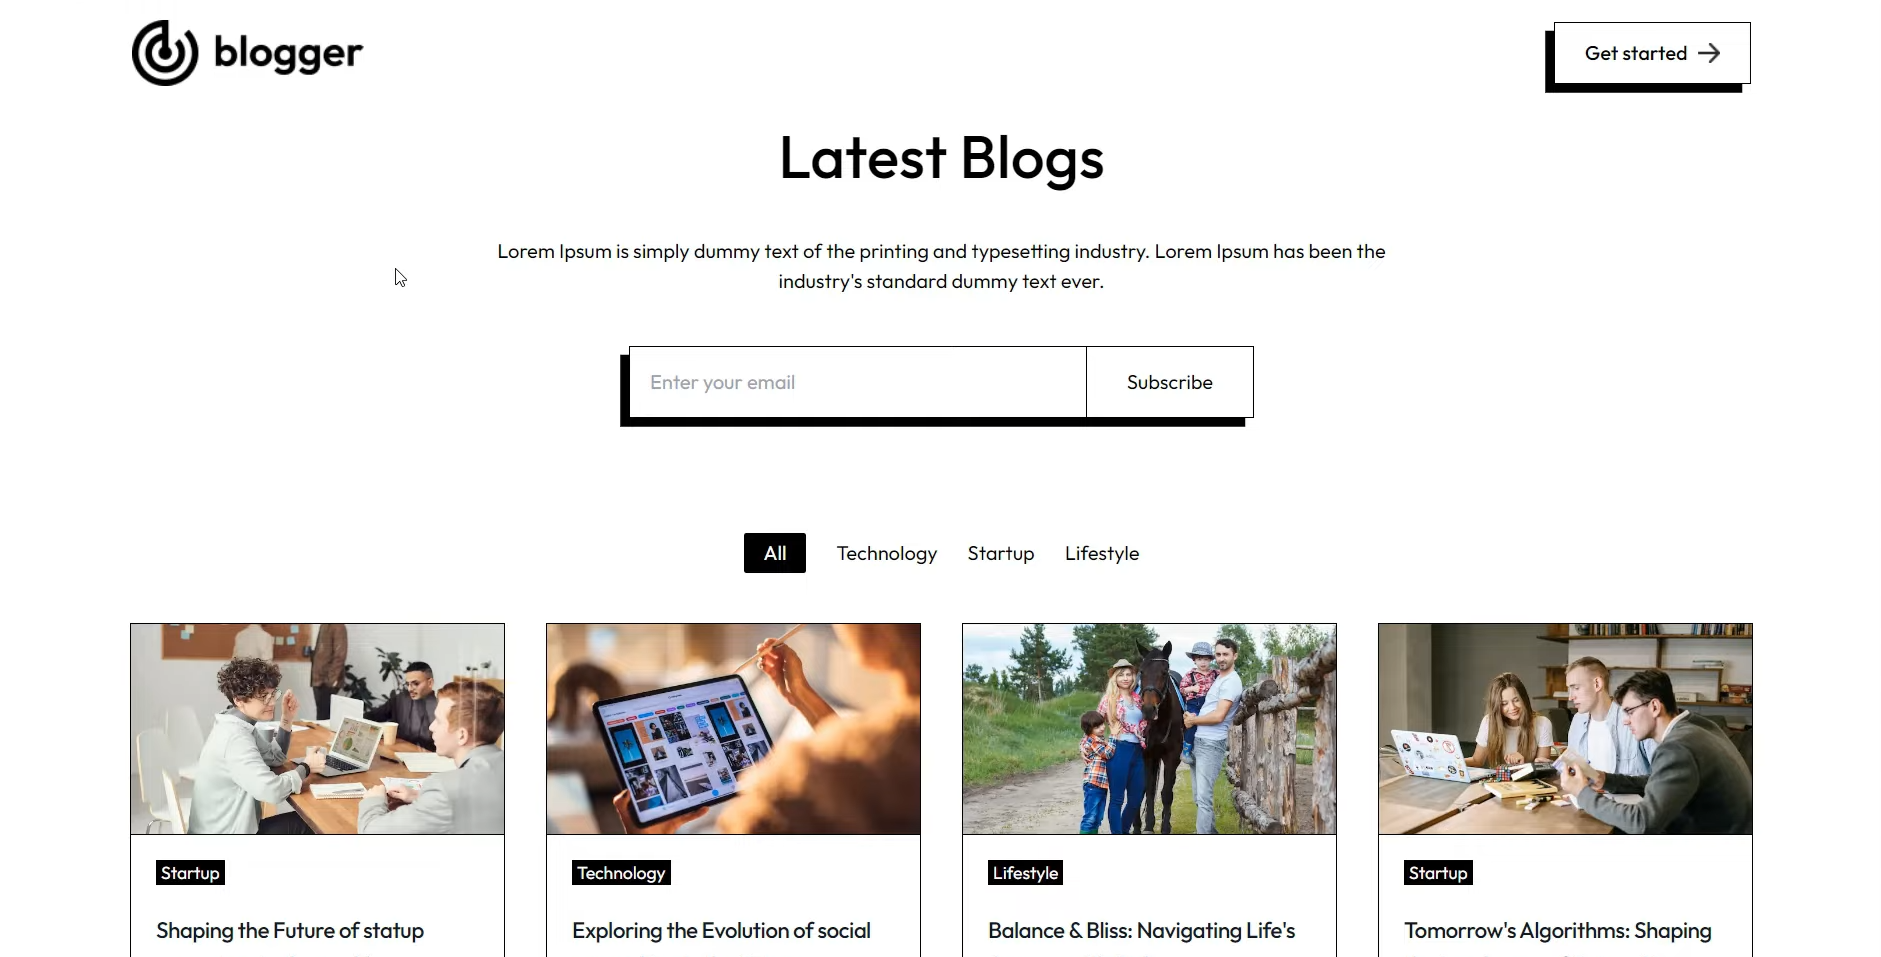 blogger
Get started
Latest Blogs
Lorem Ipsum is simply dummy text of the printing and typesetting industry. Lorem Ipsum has been the
industry's standard dummy text ever.
Enter your email
Subscribe
All
Technology
Startup
Lifestyle
Startup
Technology
Lifestyle
Startup
Shaping the Future of statup
Exploring the Evolution of social
Balance & Bliss: Navigating Life's
Tomorrow's Algorithms: Shaping